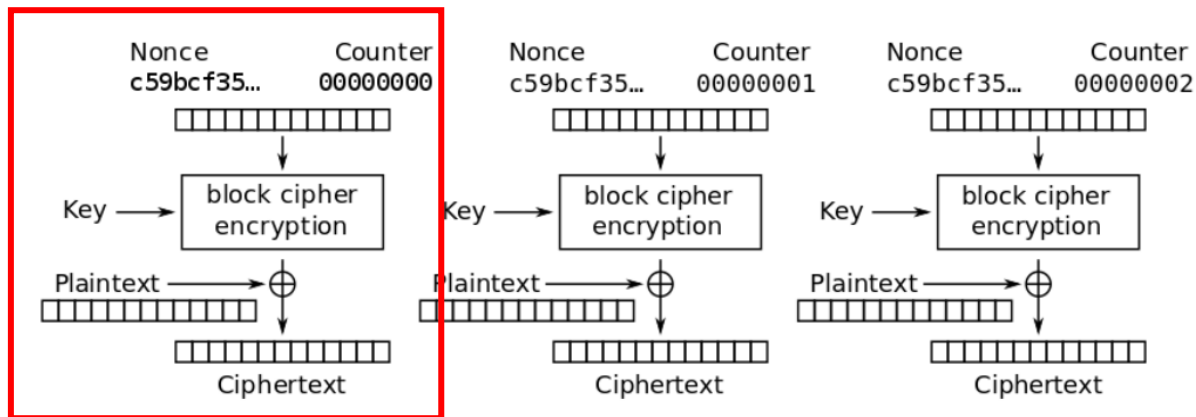 Nonce Counter Nonce Counter Nonce Counter
c59bcf35… 00000000 c59bcf35… 00000001 c59bcf35… 00000002
block cipher block cipher block cipher
Key Key Key
encryption encryption encryption
Plaintext Plaintext Plaintext
Ciphertext Ciphertext Ciphertext